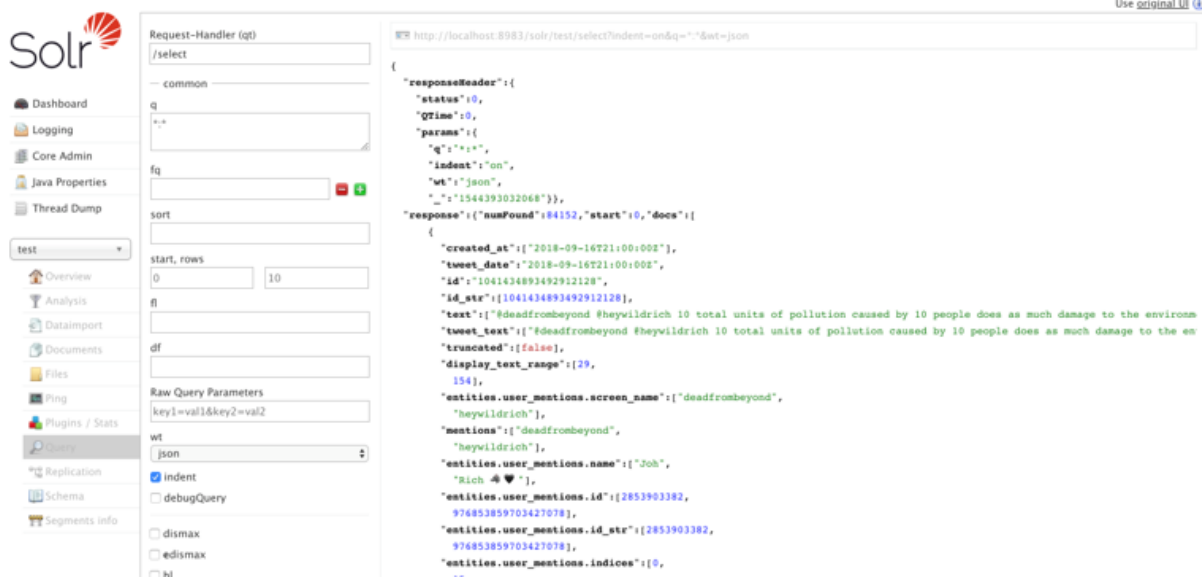 Use original UI
Solr
Dashboard
Logging
Core Admin
Java Properties
Thread Dump
test
Overview
Analysis
Dataimport
Documents
Files
Ping
Plugins / Stats
Query
Replication
Schema
Segments info
Request-Handler (qt)
/select
common
q
*:*
fq
sort
start, rows
0
10
fl
df
Raw Query Parameters
key1=val1&key2=val2
wt
json
indent
debugQuery
dismax
edismax
hl
http://localhost:8983/solr/test/select?indent=on&q=*:*&wt=json
{
"responseHeader":{
"status":0,
"QTime":0,
"params":{
"q":"*:*",
"indent":"on",
"wt":"json",
"_":"1544393032068"}},
"response":{"numFound":84152,"start":0,"docs":[
{
"created_at":["2018-09-16T21:00:00Z"],
"tweet_date":"2018-09-16T21:00:00Z",
"id":"1041434893492912128",
"id_str":[1041434893492912128],
"text":["@deadfrombeyond @heywildrich 10 total units of pollution caused by 10 people does as much damage to the environm
"tweet_text":["@deadfrombeyond @heywildrich 10 total units of pollution caused by 10 people does as much damage to the en
"truncated":[false],
"display_text_range":[29,
154],
"entities.user_mentions.screen_name":["deadfrombeyond",
"heywildrich"],
"mentions":["deadfrombeyond",
"heywildrich"],
"entities.user_mentions.name":["Joh",
"Rich 🦇 🖤 "],
"entities.user_mentions.id":[2853903382,
976853859703427078],
"entities.user_mentions.id_str":[2853903382,
976853859703427078],
"entities.user_mentions.indices":[0,